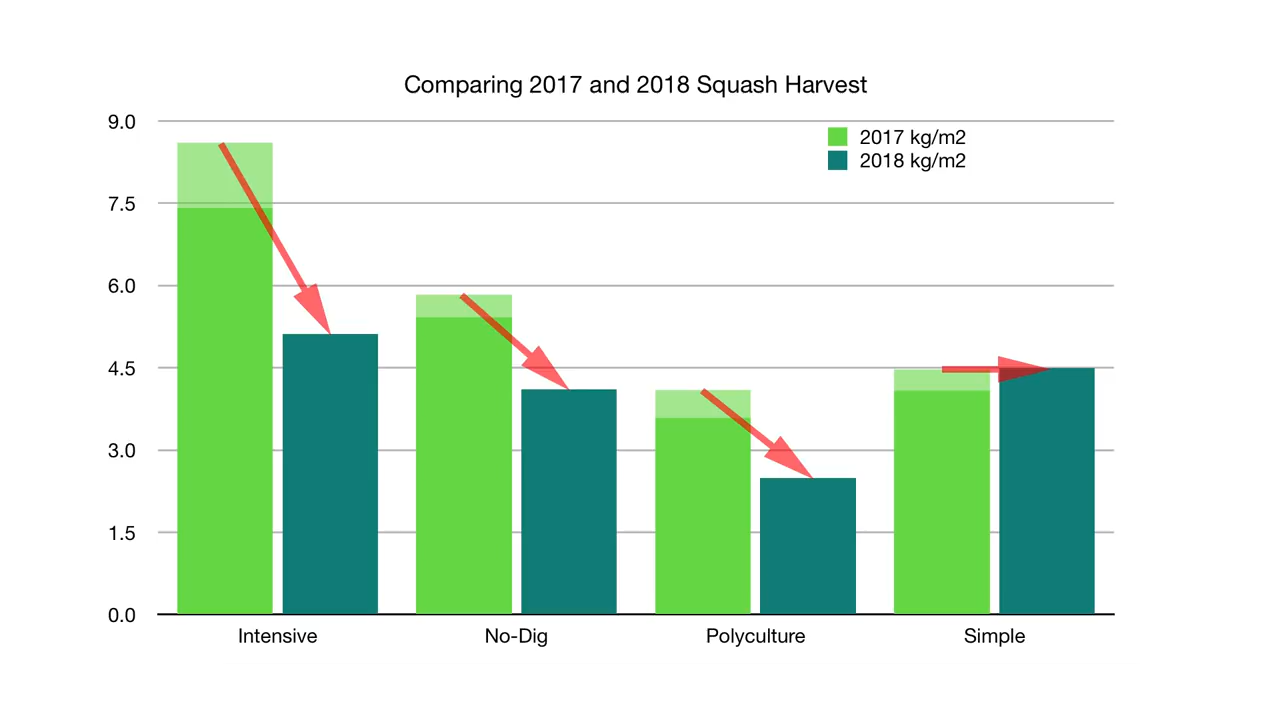 Comparing 2017 and 2018 Squash Harvest
9.0
2017 kg/m2
2018 kg/m2
7.5
6.0
4.5
3.0
1.5
0.0
Intensive
No-Dig
Polyculture
Simple